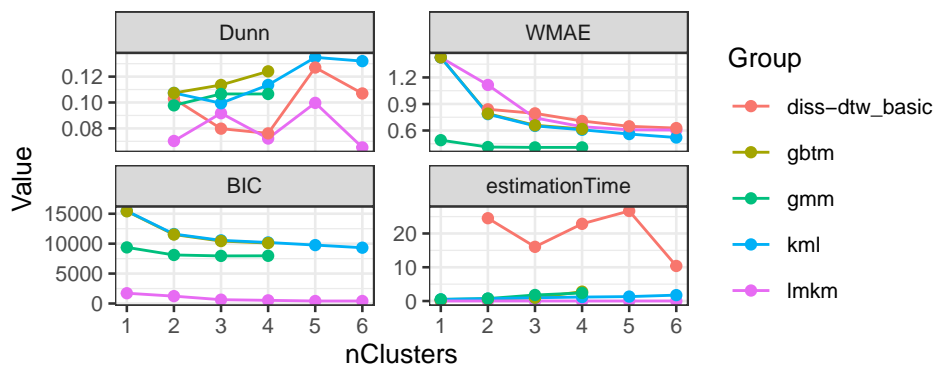 Dunn
WMAE
0.12
0.10
0.08
1.2
0.9
0.6
BIC
estimationTime
15000
10000
5000
0
20
10
0
1 2 3 4 5 6
1 2 3 4 5 6
nClusters
Value
Group
diss-dtw_basic
gbtm
gmm
kml
lmkm